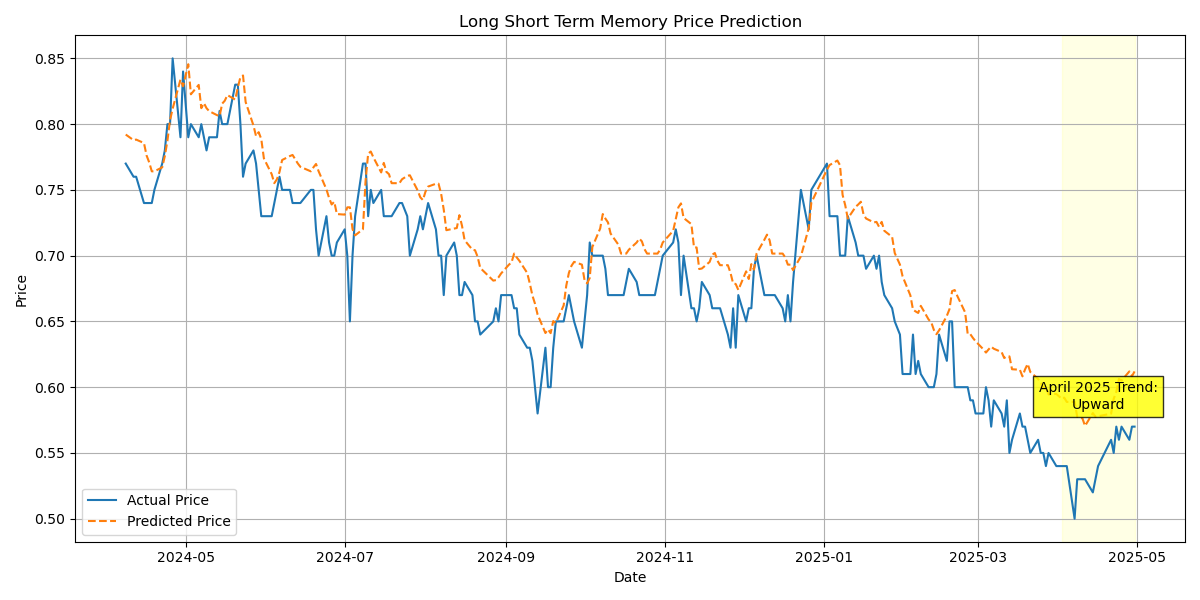 Long Short Term Memory Price Prediction
Price
0.85
0.80
0.75
0.70
0.65
0.60
0.55
0.50
April 2025 Trend:
Upward
Actual Price
Predicted Price
2024-05
2024-07
2024-09
2024-11
2025-01
2025-03
2025-05
Date